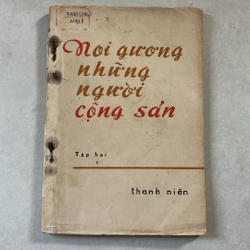 Noi gương
những
người
cộng sản
Tập hai
thanh niên